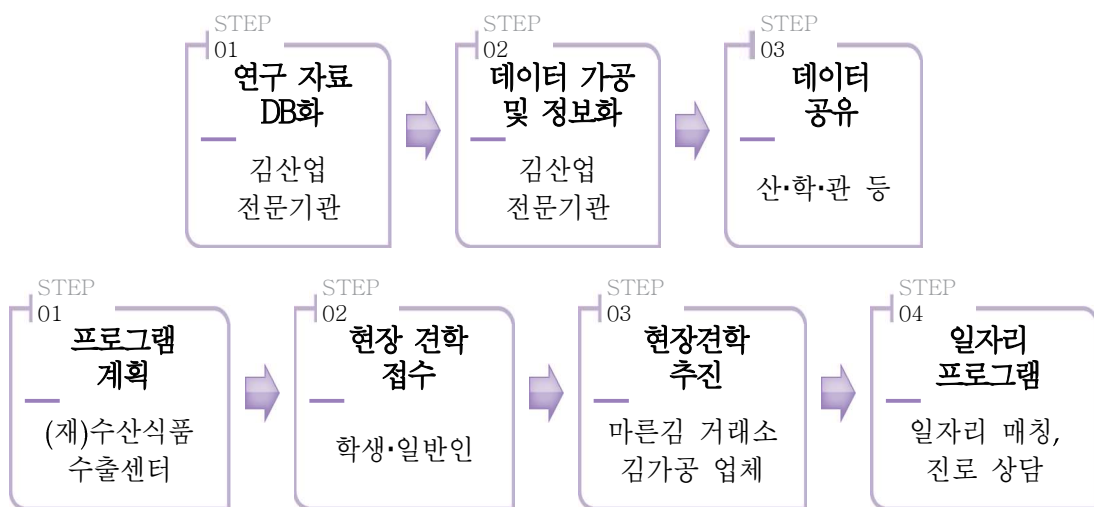 STEP
01
연구 자료
DB화
김산업
전문기관
STEP
02
데이터 가공
및 정보화
김산업
전문기관
STEP
03
데이터
공유
산·학·관 등
STEP
01
프로그램
계획
(재)수산식품
수출센터
STEP
02
현장 견학
접수
학생·일반인
STEP
03
현장견학
추진
마른김 거래소
김가공 업체
STEP
04
일자리
프로그램
일자리 매칭,
진로 상담